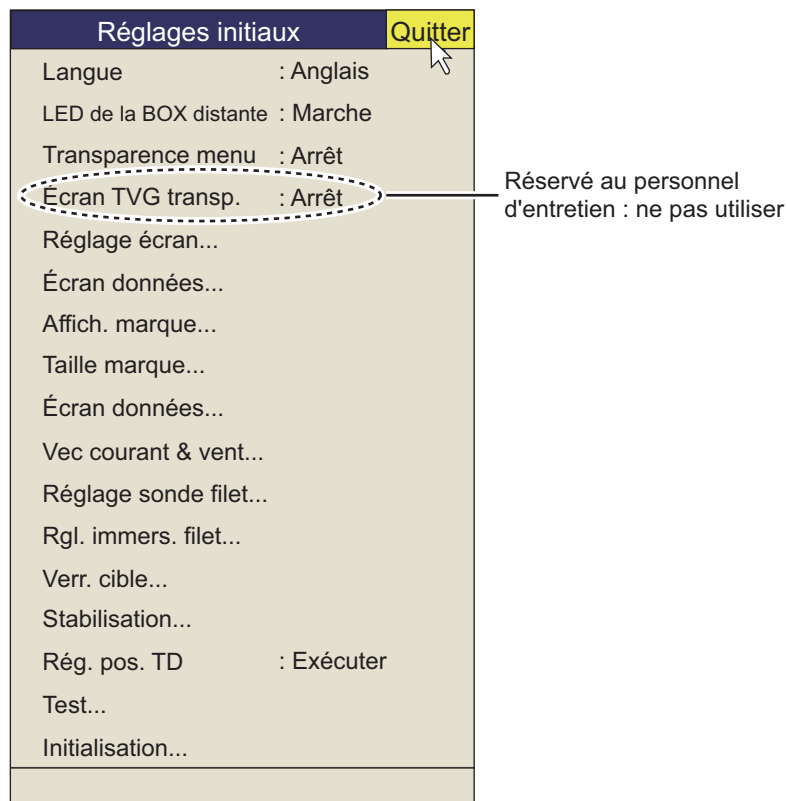 Réglages initiaux
Quitter
Langue : Anglais
LED de la BOX distante : Marche
Transparence menu : Arrêt
Écran TVG transp. : Arrêt
Réservé au personnel
d'entretien : ne pas utiliser
Réglage écran...
Écran données...
Affich. marque...
Taille marque...
Écran données...
Vec courant & vent...
Réglage sonde filet...
Rgl. immers. filet...
Verr. cible...
Stabilisation...
Rég. pos. TD : Exécuter
Test...
Initialisation...